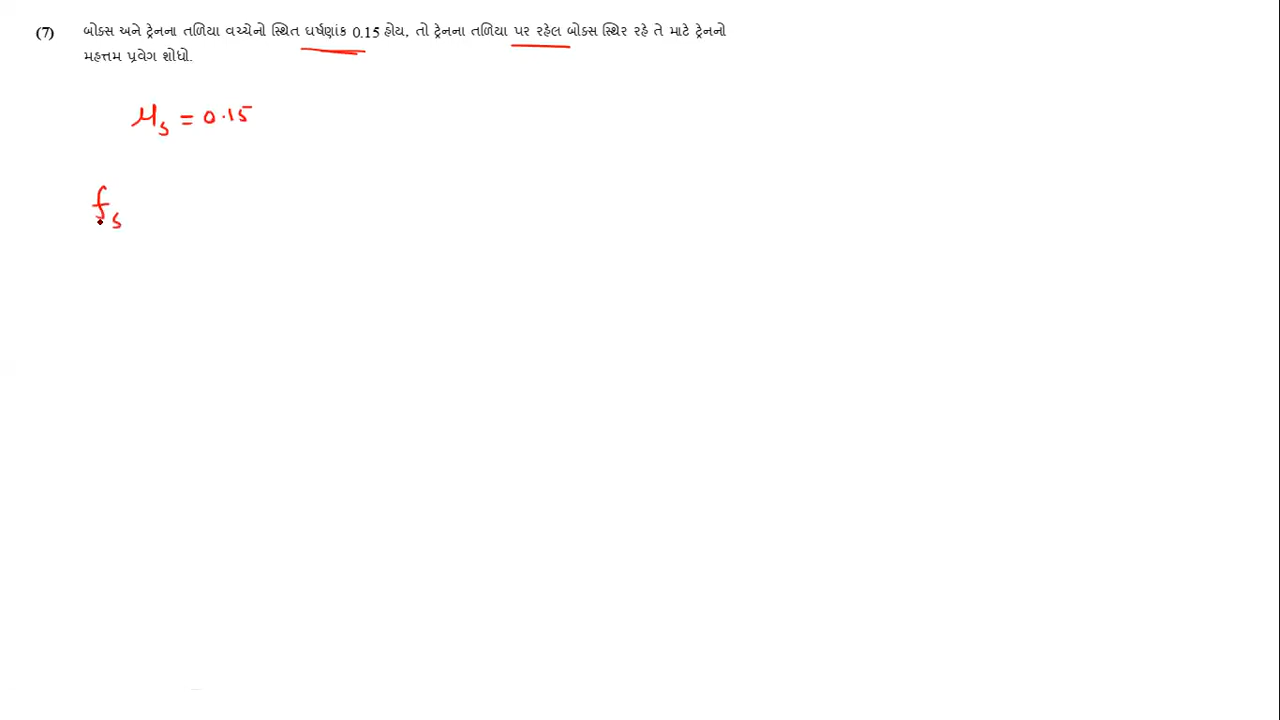 (7) બોક્સ અને ટ્રેનના તળિયા વચ્ચેનો સ્થિત ઘર્ષણાંક 0.15 હોય, તો ટ્રેનના તળિયા પર રહેલ બોક્સ સ્થિર રહે તે માટે ટ્રેનનો
મહત્તમ પ્રવેગ શોધો.
μₛ = 0.15
fₛ